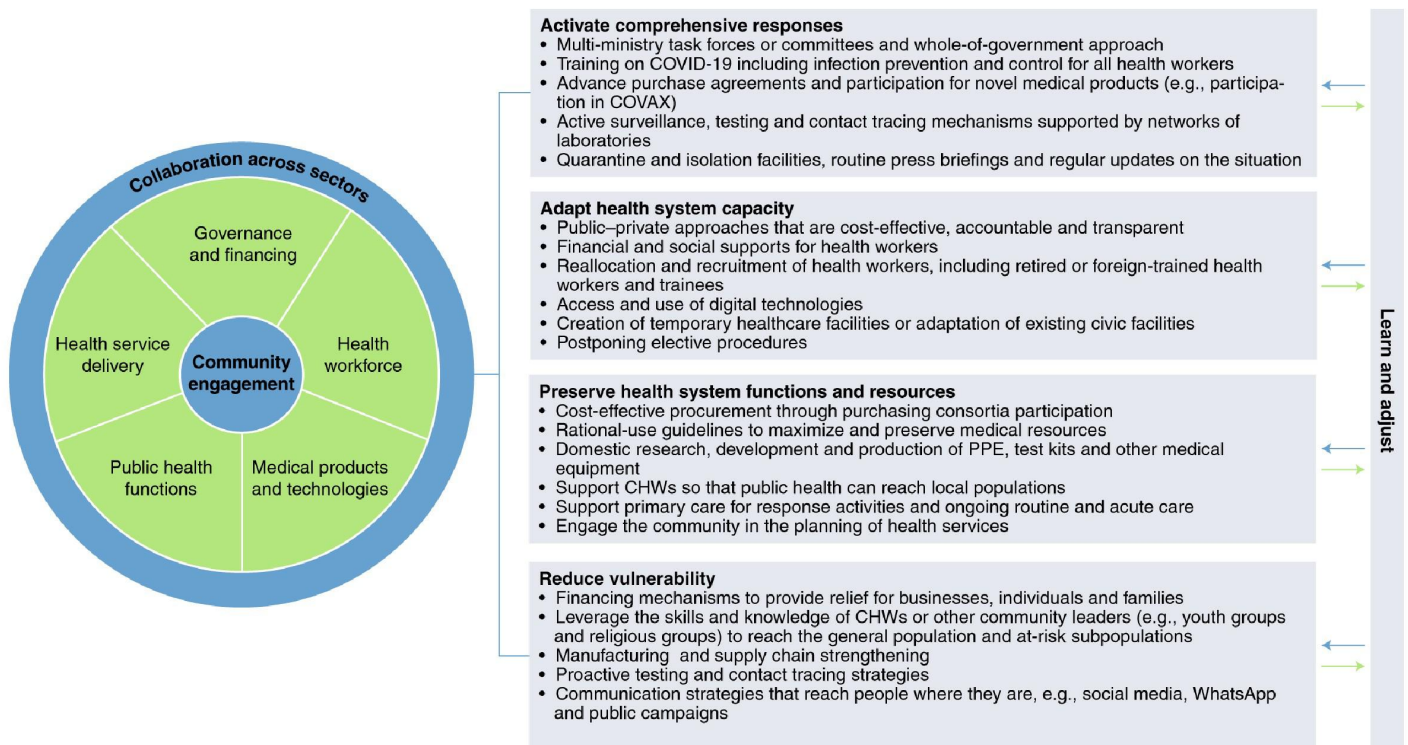 Collaboration across sectors
Governance
and financing
Health service
delivery
Health
workforce
Community
engagement
Public health
functions
Medical products
and technologies
Activate comprehensive responses
• Multi-ministry task forces or committees and whole-of-government approach
• Training on COVID-19 including infection prevention and control for all health workers
• Advance purchase agreements and participation for novel medical products (e.g., participa-
tion in COVAX)
• Active surveillance, testing and contact tracing mechanisms supported by networks of
laboratories
• Quarantine and isolation facilities, routine press briefings and regular updates on the situation
Adapt health system capacity
• Public–private approaches that are cost-effective, accountable and transparent
• Financial and social supports for health workers
• Reallocation and recruitment of health workers, including retired or foreign-trained health
workers and trainees
• Access and use of digital technologies
• Creation of temporary healthcare facilities or adaptation of existing civic facilities
• Postponing elective procedures
Preserve health system functions and resources
• Cost-effective procurement through purchasing consortia participation
• Rational-use guidelines to maximize and preserve medical resources
• Domestic research, development and production of PPE, test kits and other medical
equipment
• Support CHWs so that public health can reach local populations
• Support primary care for response activities and ongoing routine and acute care
• Engage the community in the planning of health services
Reduce vulnerability
• Financing mechanisms to provide relief for businesses, individuals and families
• Leverage the skills and knowledge of CHWs or other community leaders (e.g., youth groups
and religious groups) to reach the general population and at-risk subpopulations
• Manufacturing and supply chain strengthening
• Proactive testing and contact tracing strategies
• Communication strategies that reach people where they are, e.g., social media, WhatsApp
and public campaigns
Learn and adjust